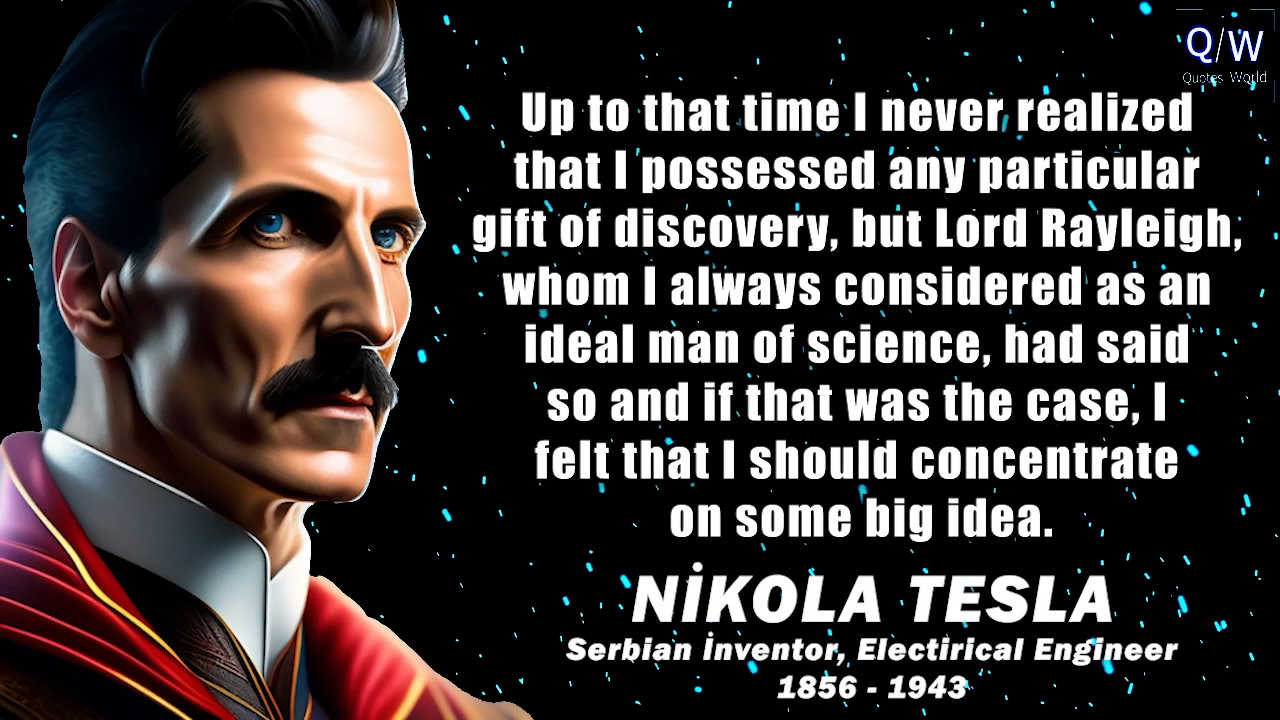 Q/W
Quotes World
Up to that time I never realized
that I possessed any particular
gift of discovery, but Lord Rayleigh,
whom I always considered as an
ideal man of science, had said
so and if that was the case, I
felt that I should concentrate
on some big idea.
NİKOLA TESLA
Serbian İnventor, Electirical Engineer
1856 - 1943